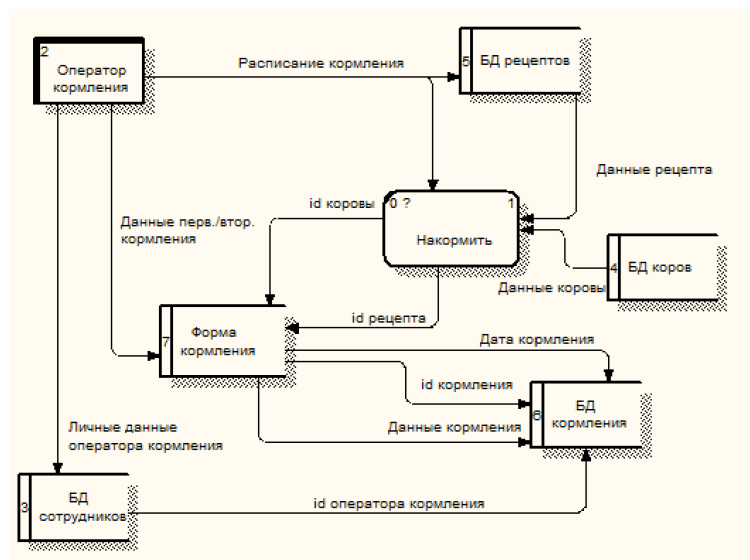 2
Оператор
кормления
Расписание кормления
5
БД рецептов
Данные рецепта
id коровы
0 ?
1
Накормить
Данные перв./втор.
кормления
4
БД коров
Данные коровы
id рецепта
7
Форма
кормления
Дата кормления
id кормления
6
БД
кормления
Данные кормления
Личные данные
оператора кормления
3
БД
сотрудников
id оператора кормления